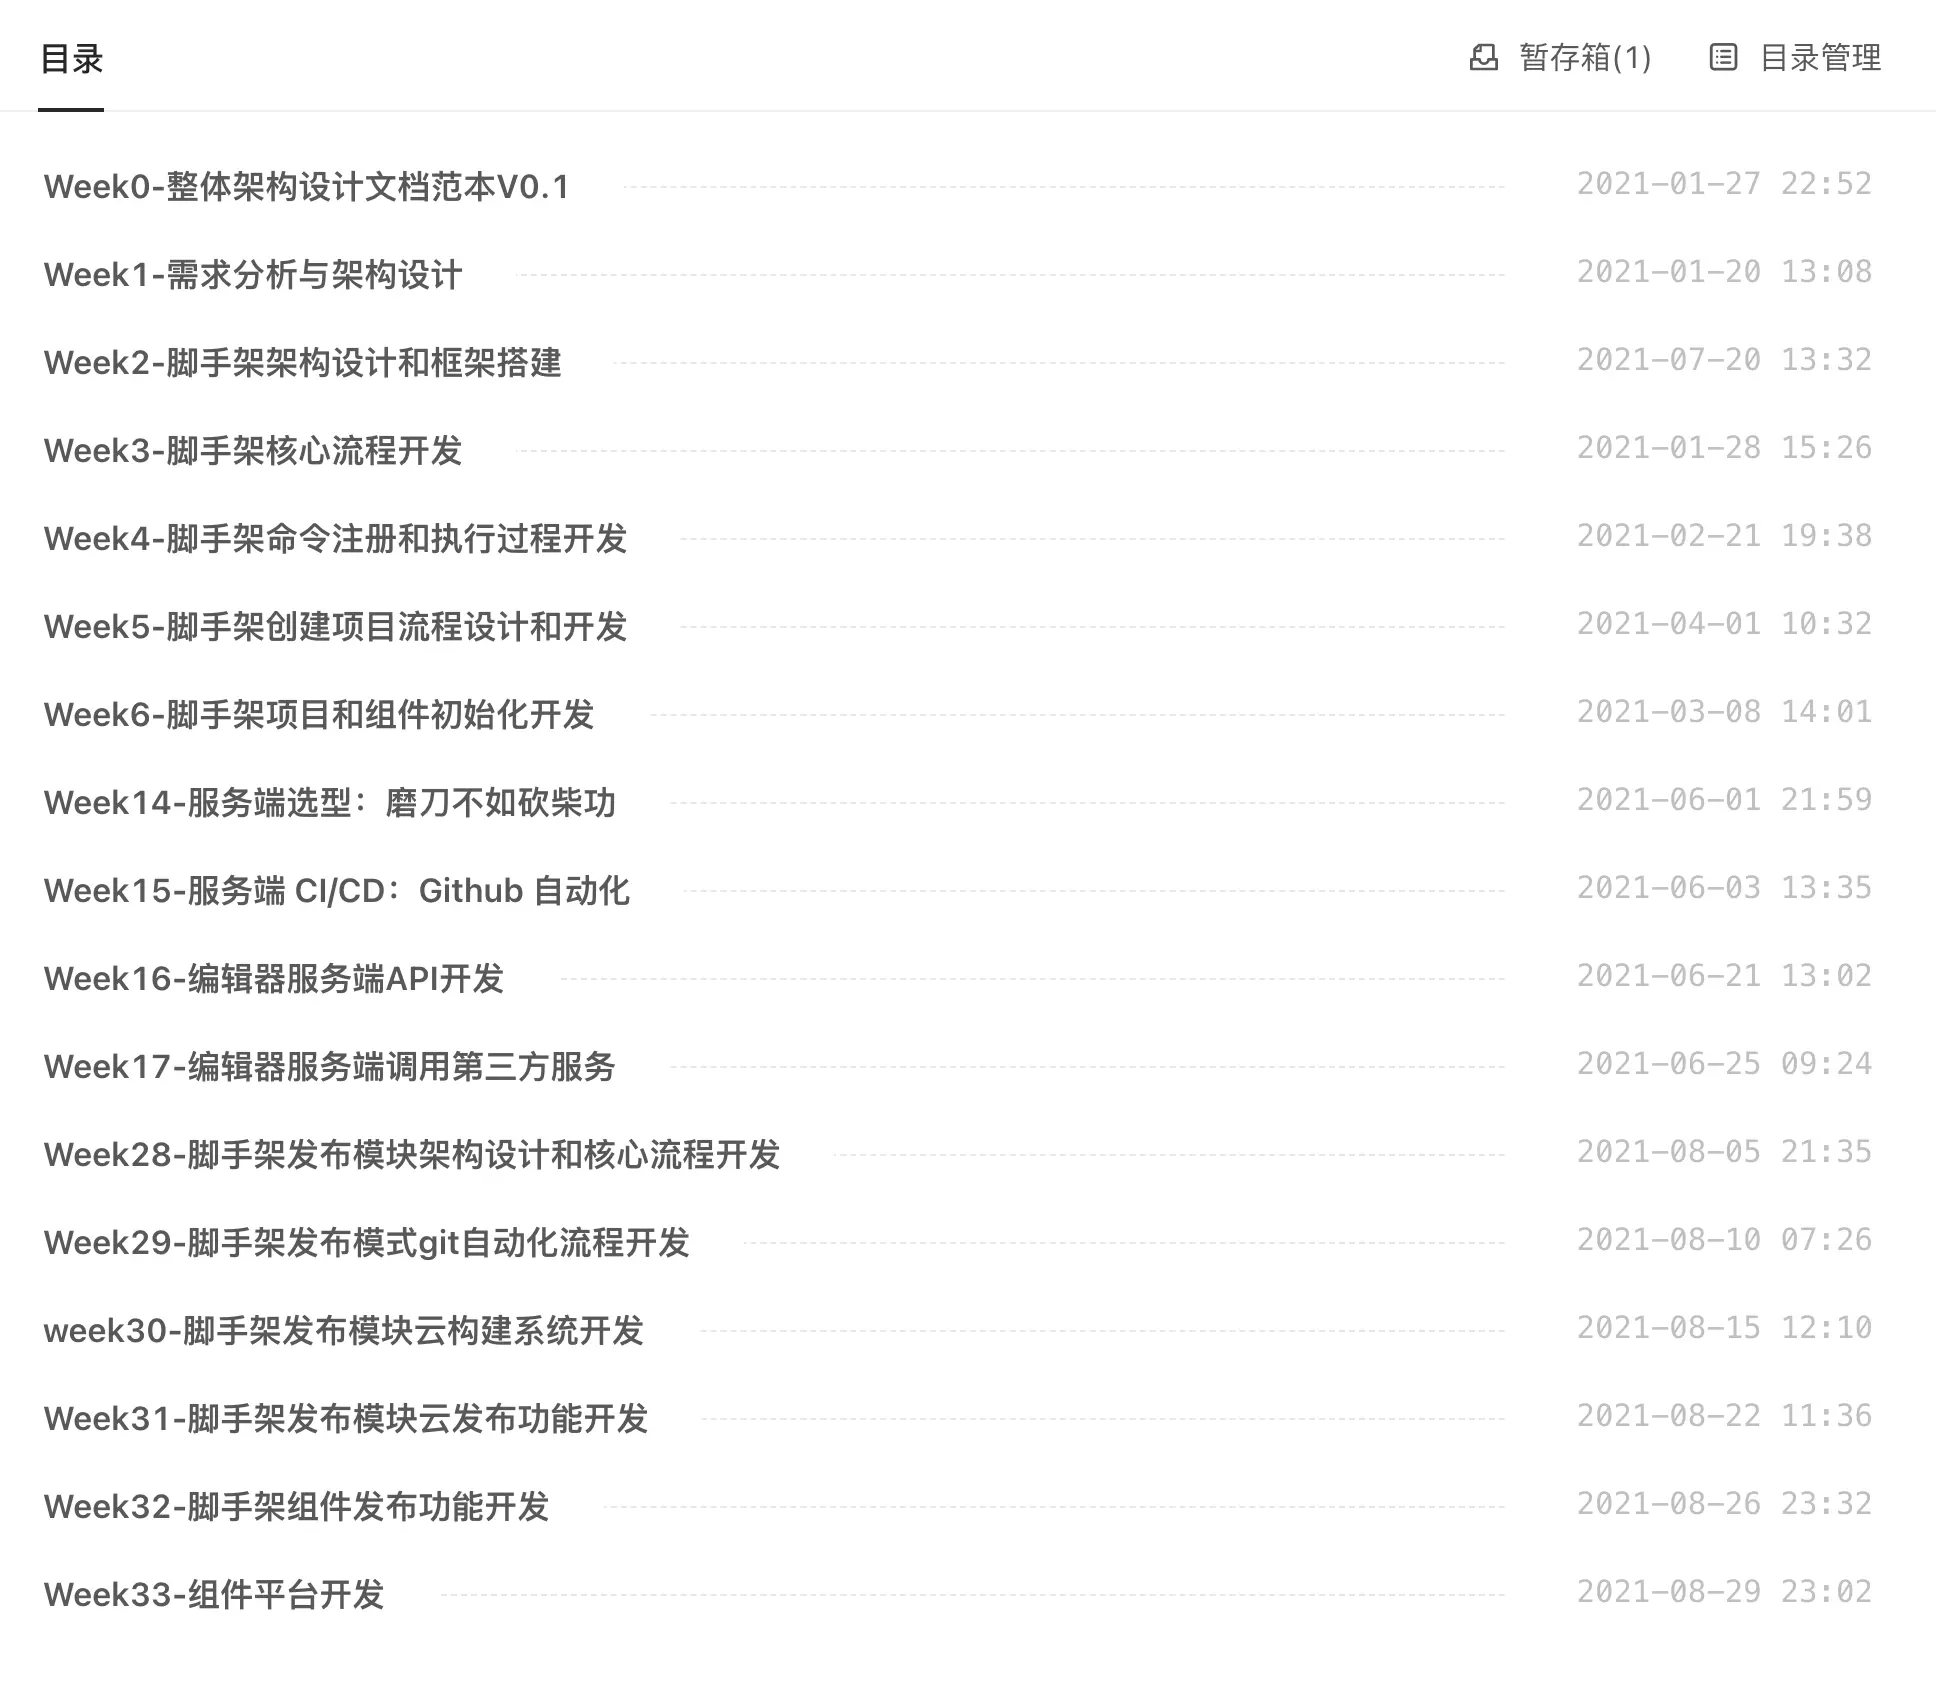 目录 暂存箱(1) 目录管理
Week0-整体架构设计文档范本V0.1 2021-01-27 22:52
Week1-需求分析与架构设计 2021-01-20 13:08
Week2-脚手架架构设计和框架搭建 2021-07-20 13:32
Week3-脚手架核心流程开发 2021-01-28 15:26
Week4-脚手架命令注册和执行过程开发 2021-02-21 19:38
Week5-脚手架创建项目流程设计和开发 2021-04-01 10:32
Week6-脚手架项目和组件初始化开发 2021-03-08 14:01
Week14-服务端选型：磨刀不如砍柴功 2021-06-01 21:59
Week15-服务端 CI/CD：Github 自动化 2021-06-03 13:35
Week16-编辑器服务端API开发 2021-06-21 13:02
Week17-编辑器服务端调用第三方服务 2021-06-25 09:24
Week28-脚手架发布模块架构设计和核心流程开发 2021-08-05 21:35
Week29-脚手架发布模式git自动化流程开发 2021-08-10 07:26
week30-脚手架发布模块云构建系统开发 2021-08-15 12:10
Week31-脚手架发布模块云发布功能开发 2021-08-22 11:36
Week32-脚手架组件发布功能开发 2021-08-26 23:32
Week33-组件平台开发 2021-08-29 23:02